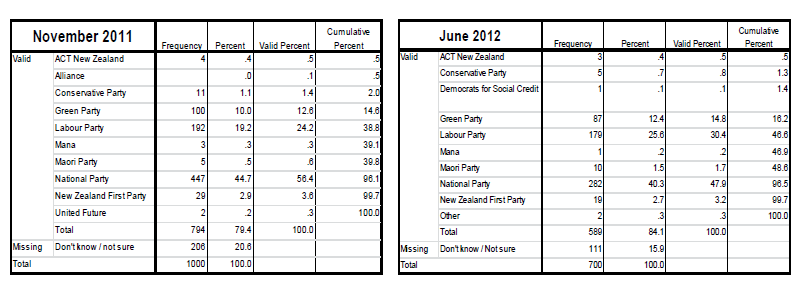 November 2011 Frequency Percent Valid Percent Cumulative Percent
Valid ACT New Zealand 4 .4 .5 .5
Alliance .0 .1 .5
Conservative Party 11 1.1 1.4 2.0
Green Party 100 10.0 12.6 14.6
Labour Party 192 19.2 24.2 38.8
Mana 3 .3 .3 39.1
Maori Party 5 .5 .6 39.8
National Party 447 44.7 56.4 96.1
New Zealand First Party 29 2.9 3.6 99.7
United Future 2 .2 .3 100.0
Total 794 79.4 100.0
Missing Don't know / not sure 206 20.6
Total 1000 100.0
June 2012 Frequency Percent Valid Percent Cumulative Percent
Valid ACT New Zealand 3 .4 .5 .5
Conservative Party 5 .7 .8 1.3
Democrats for Social Credit 1 .1 .1 1.4
Green Party 87 12.4 14.8 16.2
Labour Party 179 25.6 30.4 46.6
Mana 1 .2 .2 46.9
Maori Party 10 1.5 1.7 48.6
National Party 282 40.3 47.9 96.5
New Zealand First Party 19 2.7 3.2 99.7
Other 2 .3 .3 100.0
Total 589 84.1 100.0
Missing Don't know / Not sure 111 15.9
Total 700 100.0